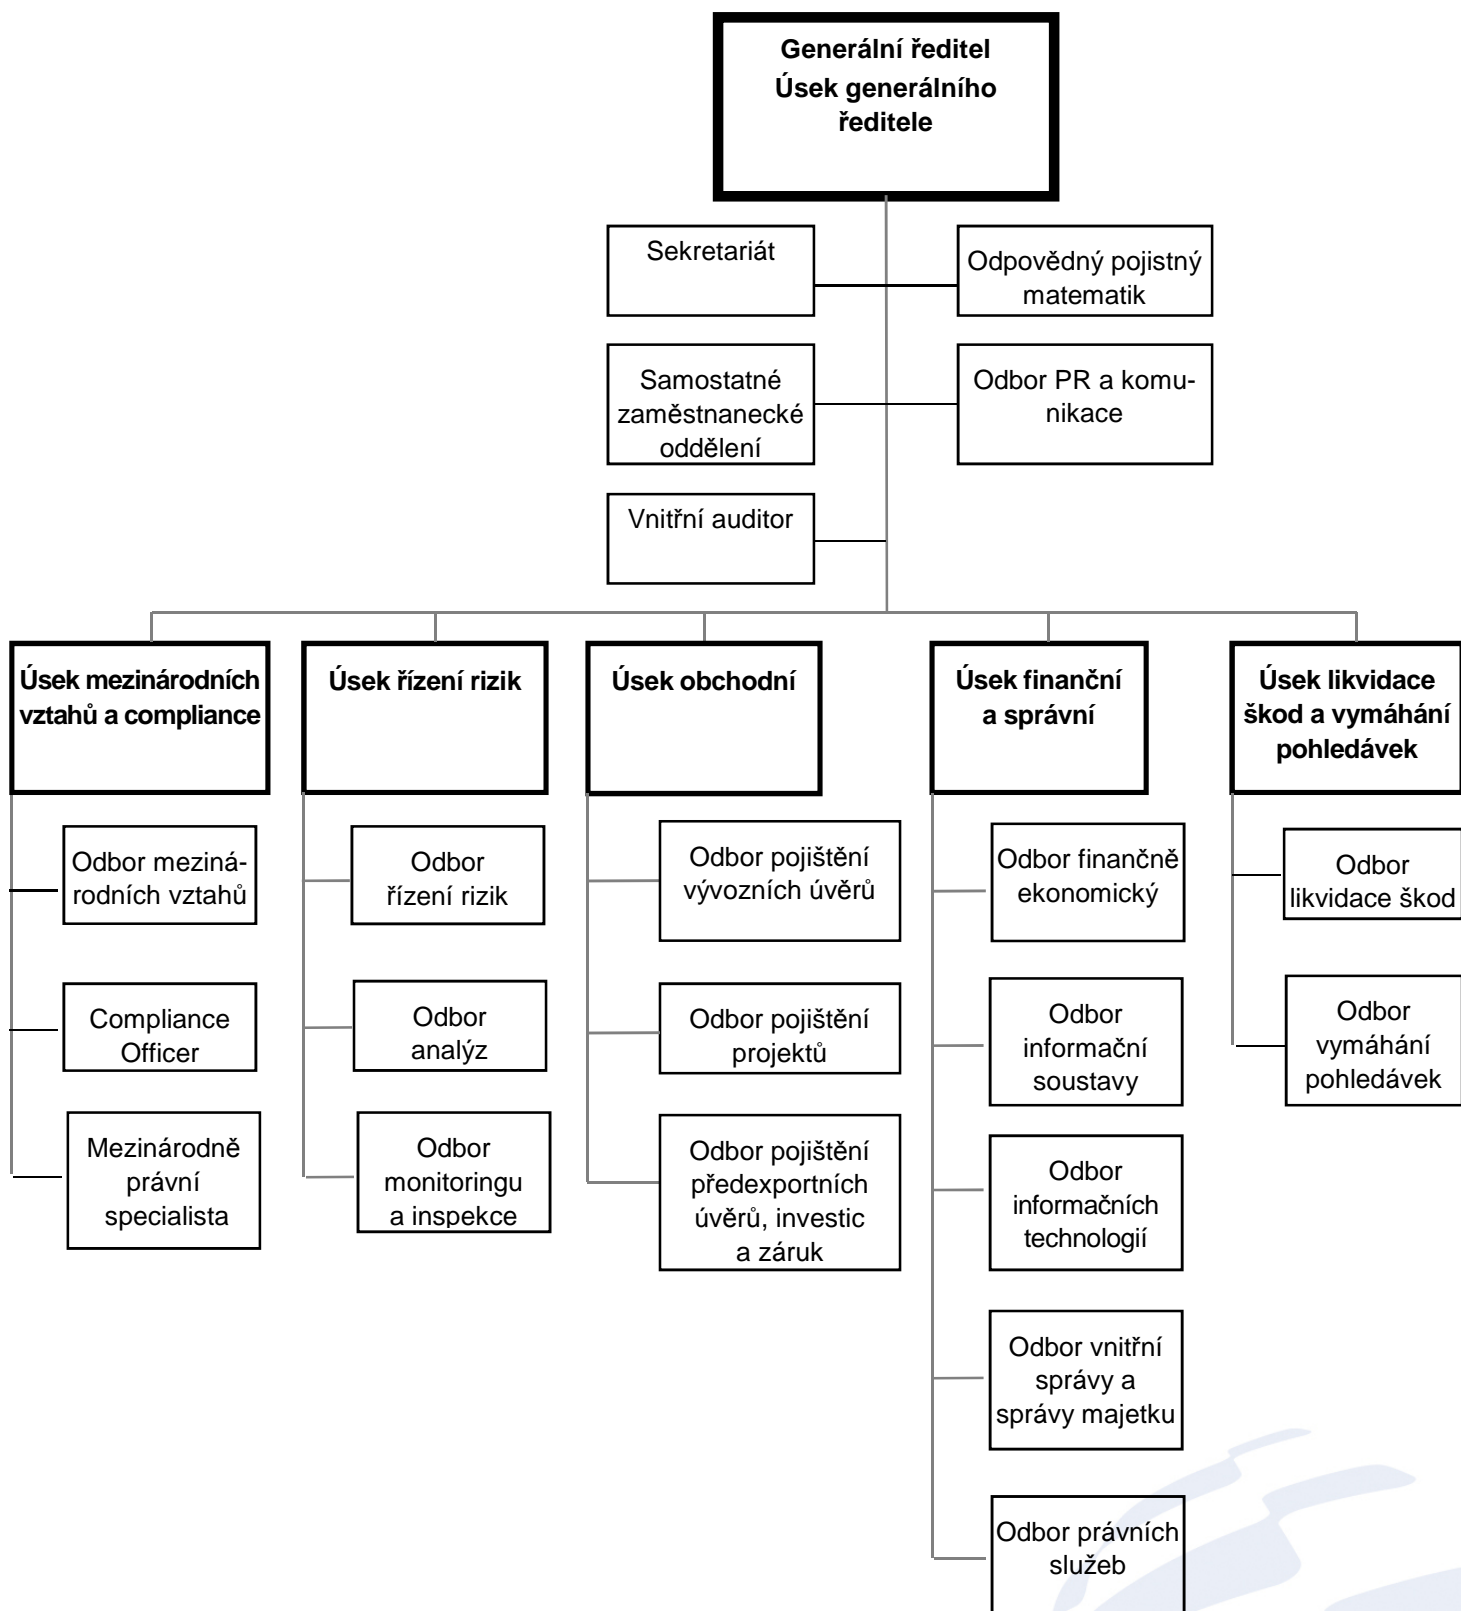 Generální ředitel
Úsek generálního
ředitele
Sekretariát
Odpovědný pojistný
matematik
Samostatné
zaměstnanecké
oddělení
Odbor PR a komu-
nikace
Vnitřní auditor
Úsek mezinárodních
vztahů a compliance
Úsek řízení rizik
Úsek obchodní
Úsek finanční
a správní
Úsek likvidace
škod a vymáhání
pohledávek
Odbor meziná-
rodních vztahů
Compliance
Officer
Mezinárodně
právní
specialista
Odbor
řízení rizik
Odbor
analýz
Odbor
monitoringu
a inspekce
Odbor pojištění
vývozních úvěrů
Odbor pojištění
projektů
Odbor pojištění
předexportních
úvěrů, investic
a záruk
Odbor finančně
ekonomický
Odbor
informační
soustavy
Odbor
informačních
technologií
Odbor vnitřní
správy a
správy majetku
Odbor právních
služeb
Odbor
likvidace škod
Odbor
vymáhání
pohledávek